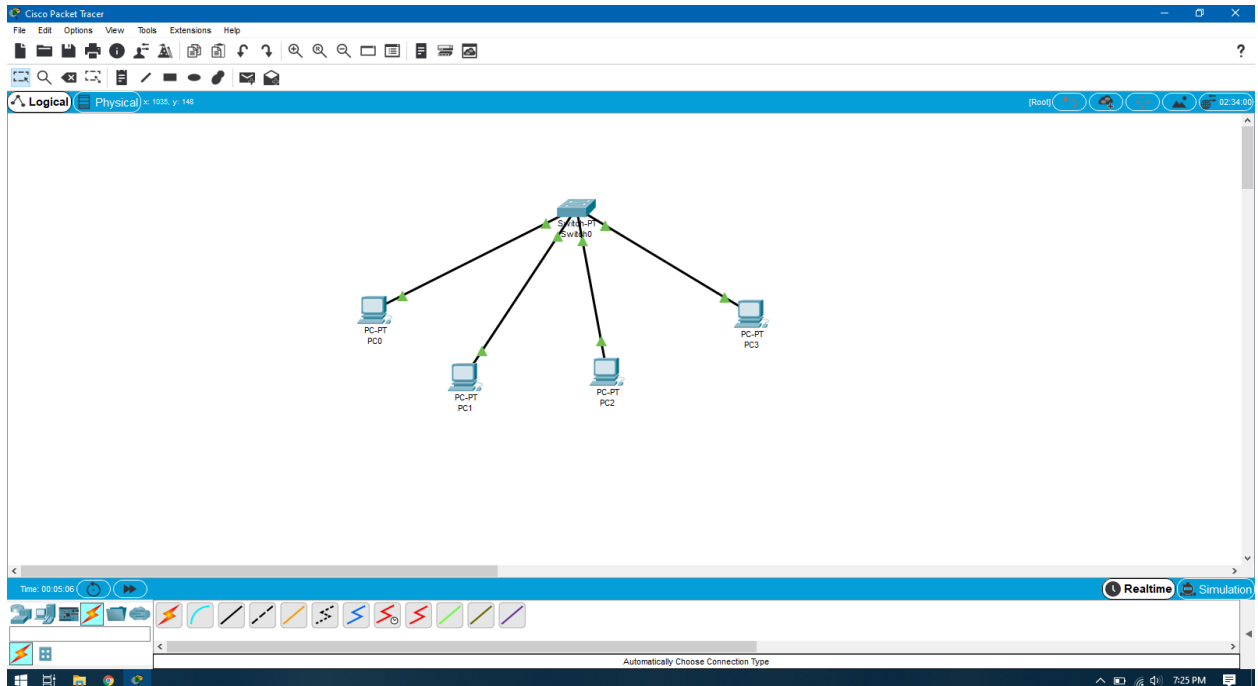 Cisco Packet Tracer
File Edit Options View Tools Extensions Help
?
Logical Physical x: 1035, y: 148 [Root] 02:34:00
Switch-PT
Switch0
PC-PT
PC0
PC-PT
PC3
PC-PT
PC1
PC-PT
PC2
Time: 00:05:06 Realtime Simulation
Automatically Choose Connection Type
7:25 PM